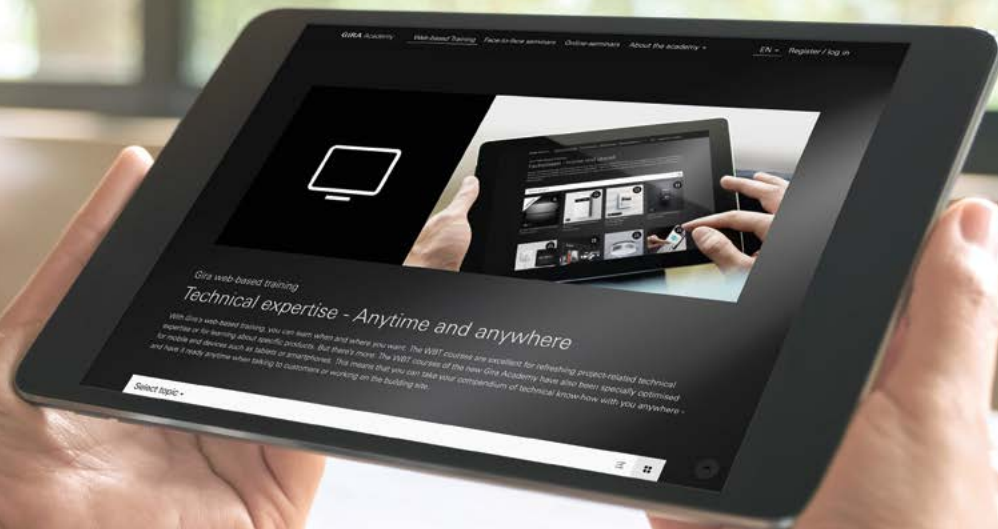 GIRA Academy Web-based Training Face-to-face seminars Online-seminars About the academy EN Register / log in
Gira web-based training
Technical expertise - Anytime and anywhere
With Gira's web-based training, you can learn when and where you want. The WBT courses are excellent for refreshing project-related technical
expertise or for learning about specific products. But there's more. The WBT courses of the new Gira Academy have also been specially optimised
for mobile end devices such as tablets or smartphones. This means that you can take your compendium of technical know-how with you anywhere -
and have it ready anytime when talking to customers or working on the building site.
Select topic